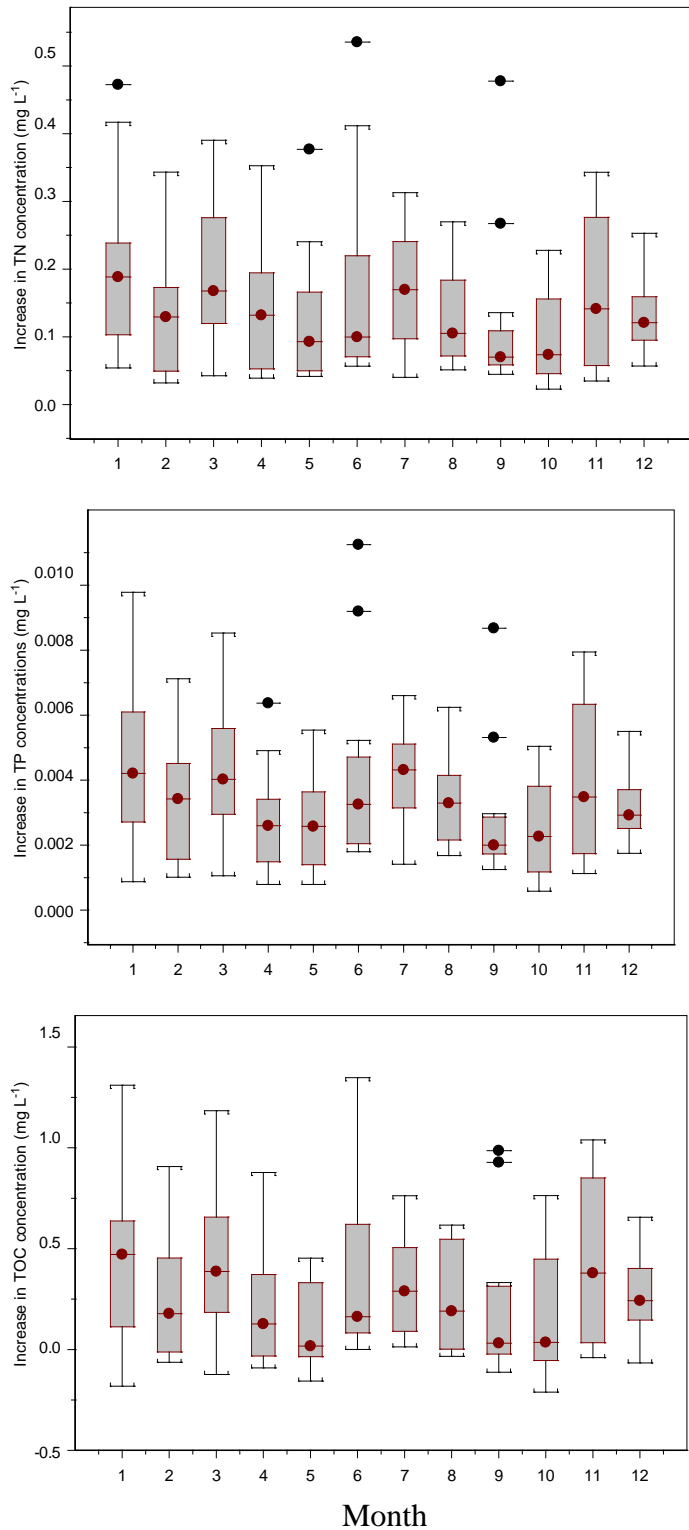 Increase in TN concentration (mg L-1)
0.5
0.4
0.3
0.2
0.1
0.0
1 2 3 4 5 6 7 8 9 10 11 12
Increase in TP concentrations (mg L-1)
0.010
0.008
0.006
0.004
0.002
0.000
1 2 3 4 5 6 7 8 9 10 11 12
Increase in TOC concentration (mg L-1)
1.5
1.0
0.5
0.0
-0.5
1 2 3 4 5 6 7 8 9 10 11 12
Month